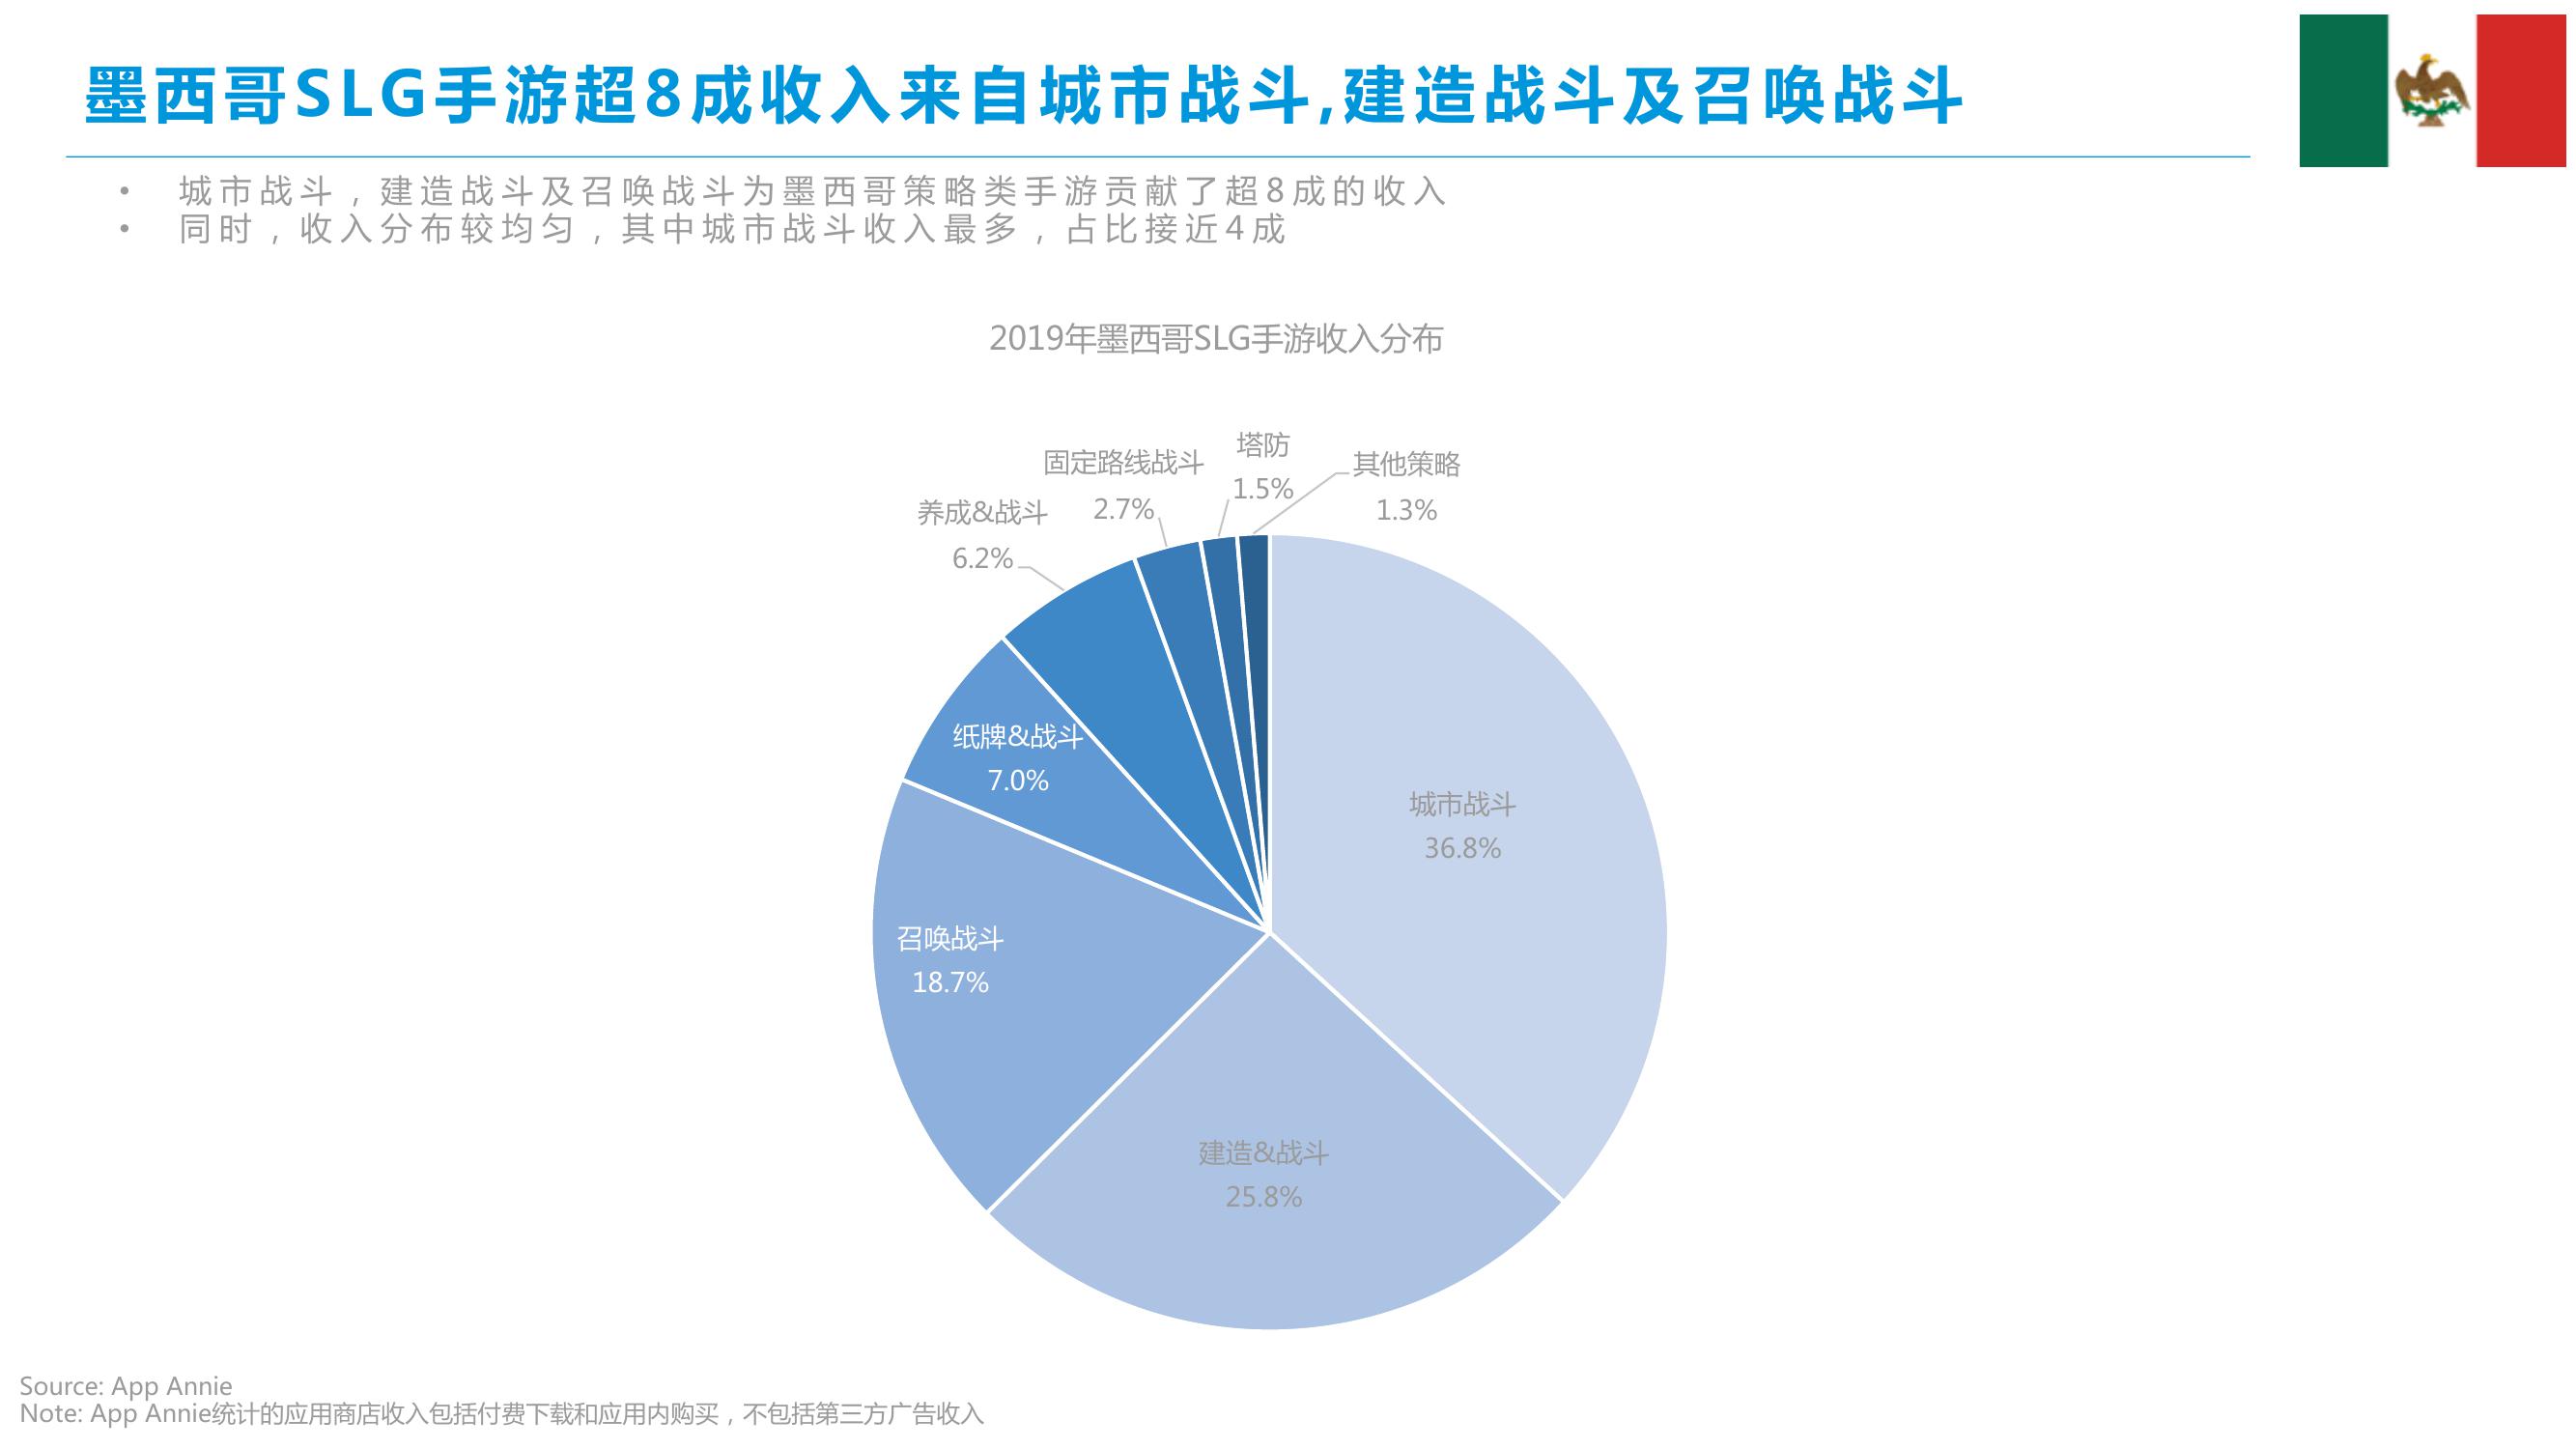 墨西哥SLG手游超8成收入来自城市战斗,建造战斗及召唤战斗
• 城市战斗，建造战斗及召唤战斗为墨西哥策略类手游贡献了超8成的收入
• 同时，收入分布较均匀，其中城市战斗收入最多，占比接近4成
2019年墨西哥SLG手游收入分布
塔防
1.5%
固定路线战斗
2.7%
其他策略
1.3%
养成&战斗
6.2%
纸牌&战斗
7.0%
城市战斗
36.8%
召唤战斗
18.7%
建造&战斗
25.8%
Source: App Annie
Note: App Annie统计的应用商店收入包括付费下载和应用内购买，不包括第三方广告收入